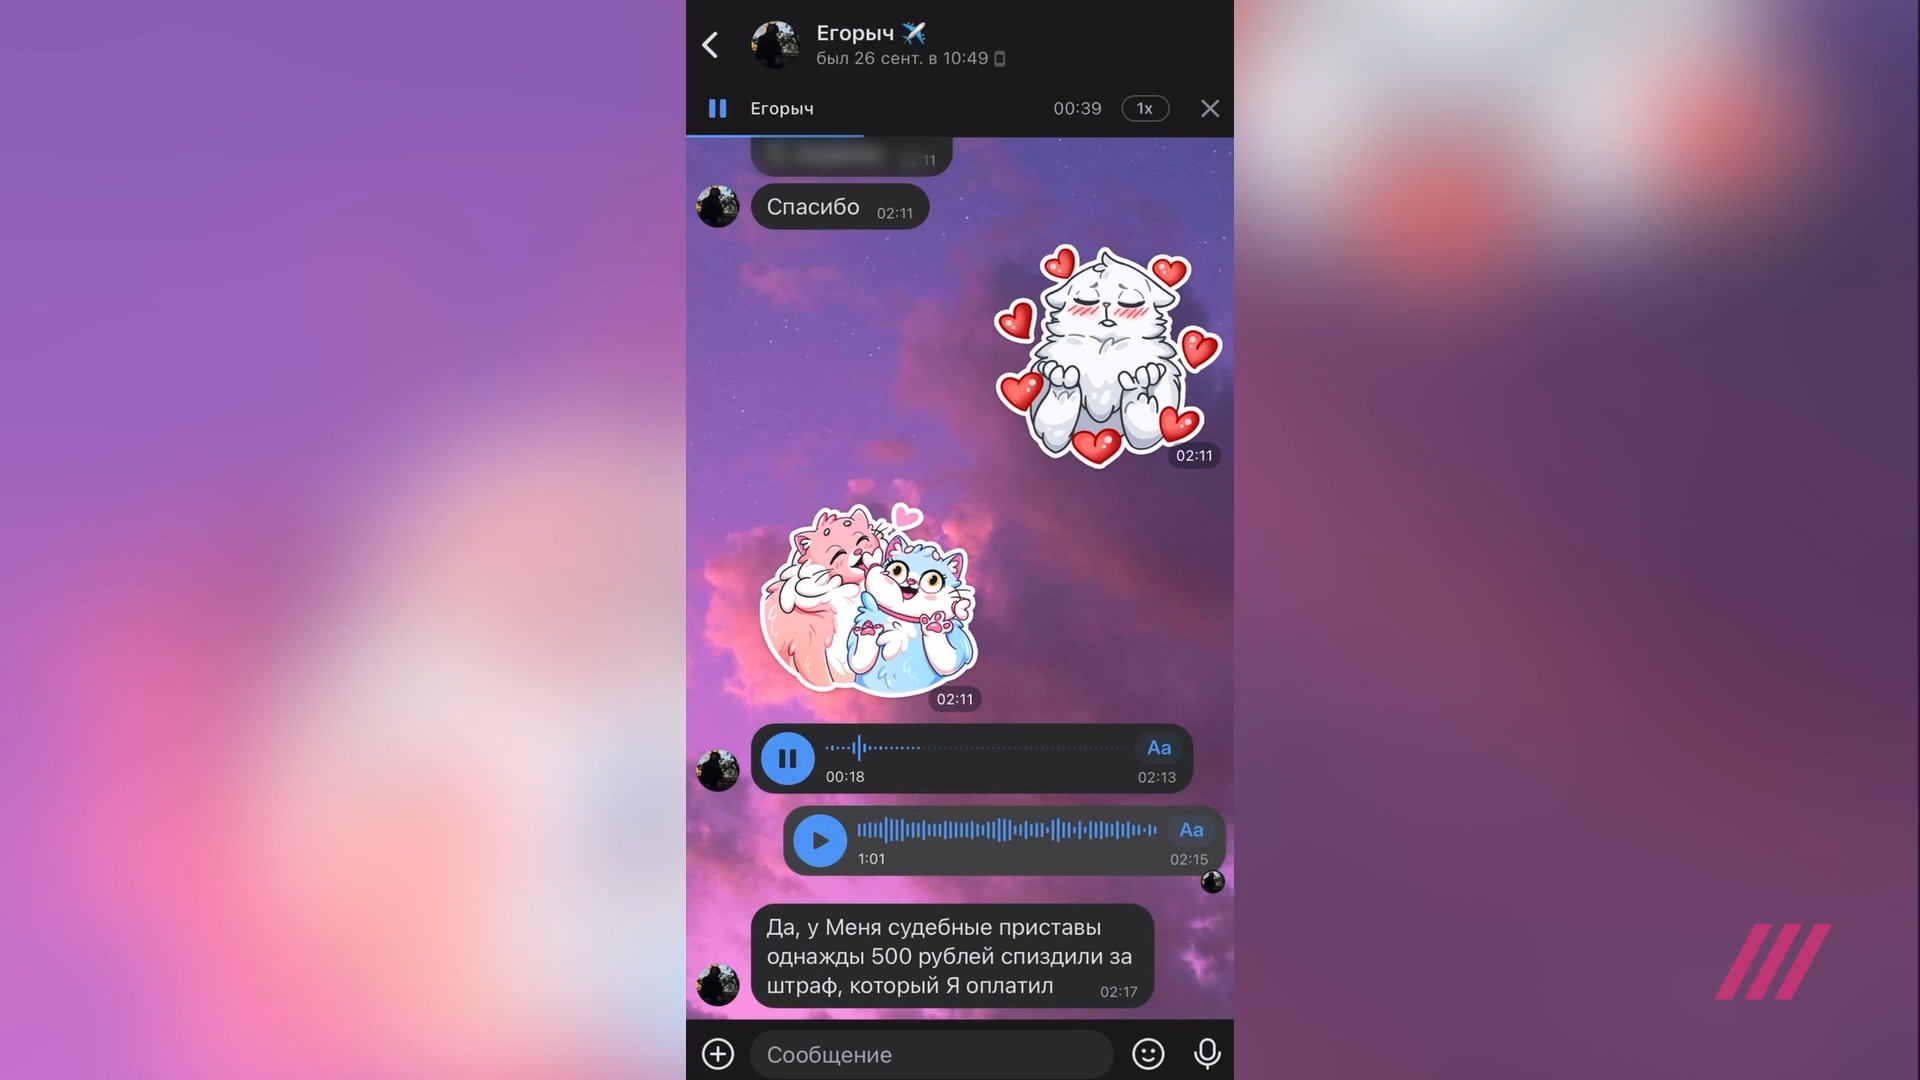 Егорыч ✈️
был 26 сент. в 10:49
Егорыч
00:39
1x
:11
Спасибо
02:11
02:11
02:11
00:18
Aa
02:13
1:01
Aa
02:15
Да, у Меня судебные приставы
однажды 500 рублей спиздили за
штраф, который Я оплатил
02:17
Сообщение